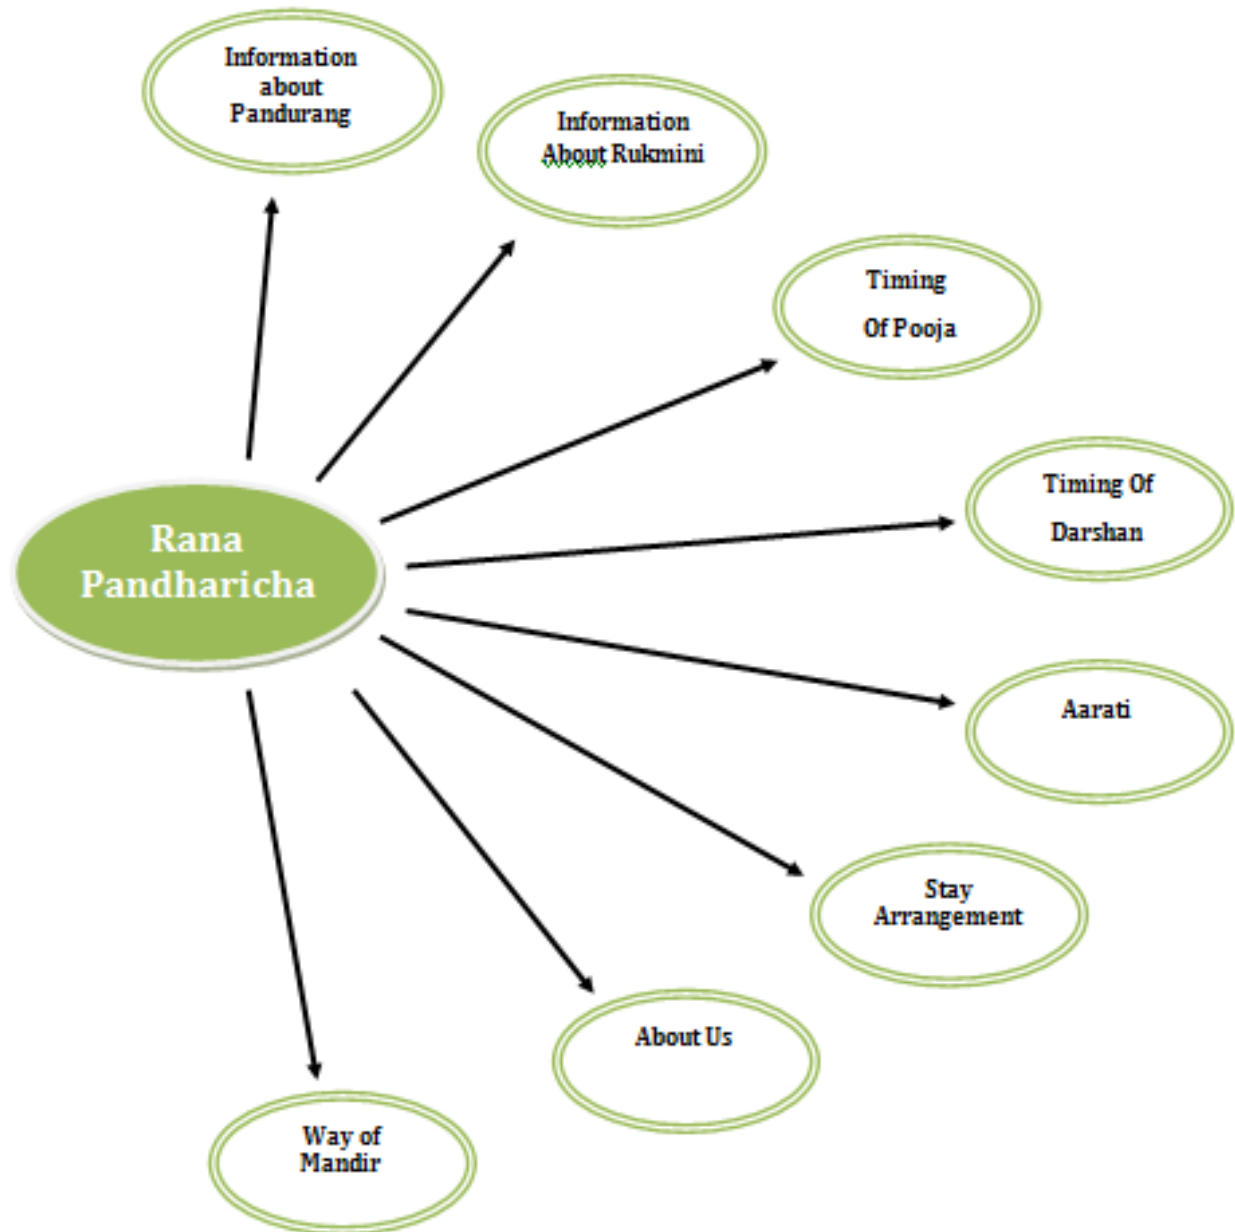 Information
about
Pandurang
Information
About Rukmini
Timing
Of Pooja
Timing Of
Darshan
Rana
Pandharicha
Aarati
Stay
Arrangement
About Us
Way of
Mandir